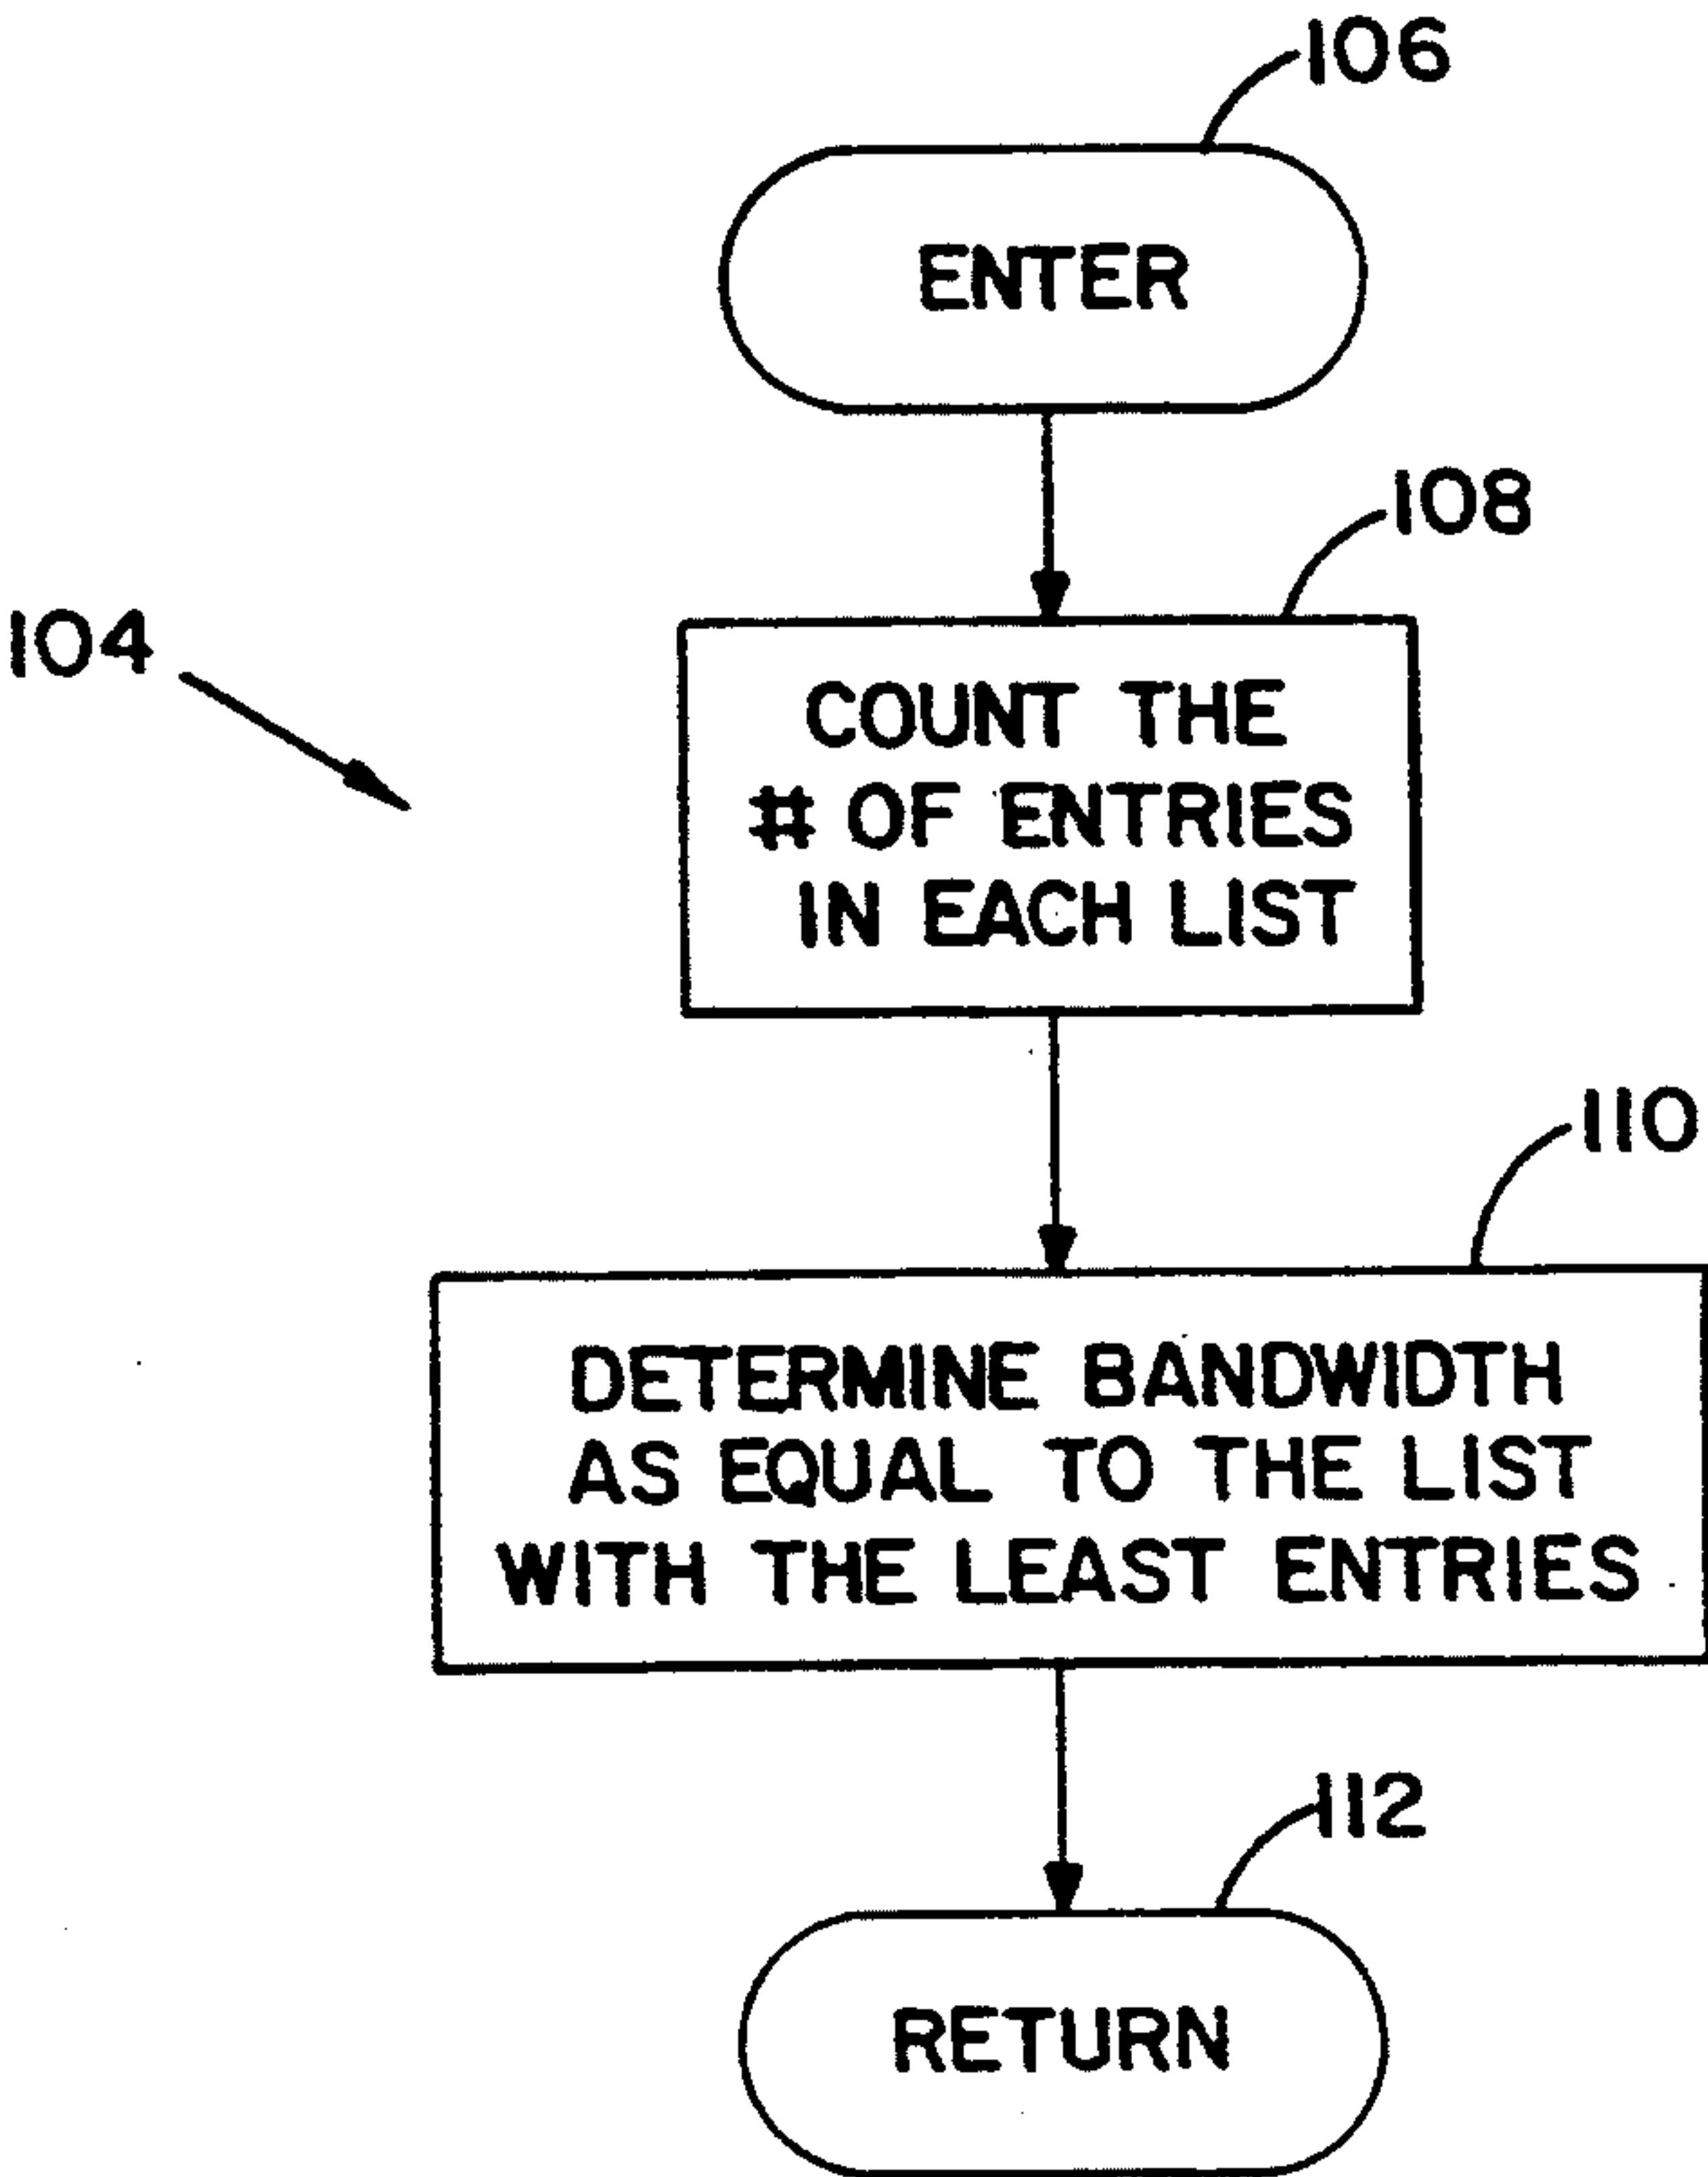 106
ENTER
108
104
COUNT THE
# OF ENTRIES
IN EACH LIST
110
DETERMINE BANDWIDTH
AS EQUAL TO THE LIST
WITH THE LEAST ENTRIES
112
RETURN